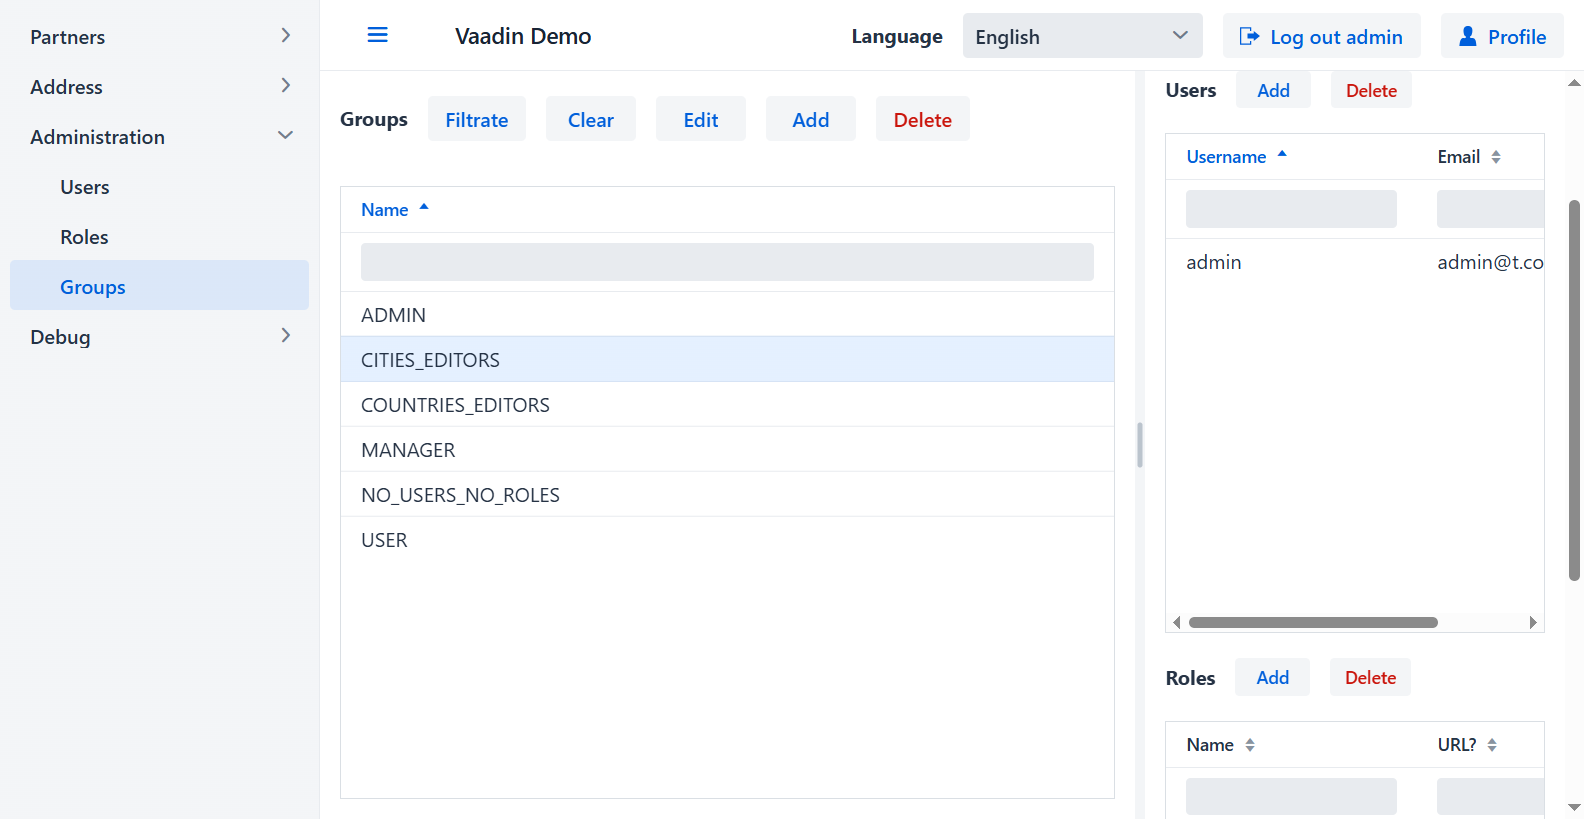 Partners
Address
Administration
Users
Roles
Groups
Debug
Vaadin Demo
Language
English
Log out admin
Profile
Groups
Filtrate
Clear
Edit
Add
Delete
Name
ADMIN
CITIES_EDITORS
COUNTRIES_EDITORS
MANAGER
NO_USERS_NO_ROLES
USER
Users
Add
Delete
Username
Email
admin
admin@t.co
Roles
Add
Delete
Name
URL?